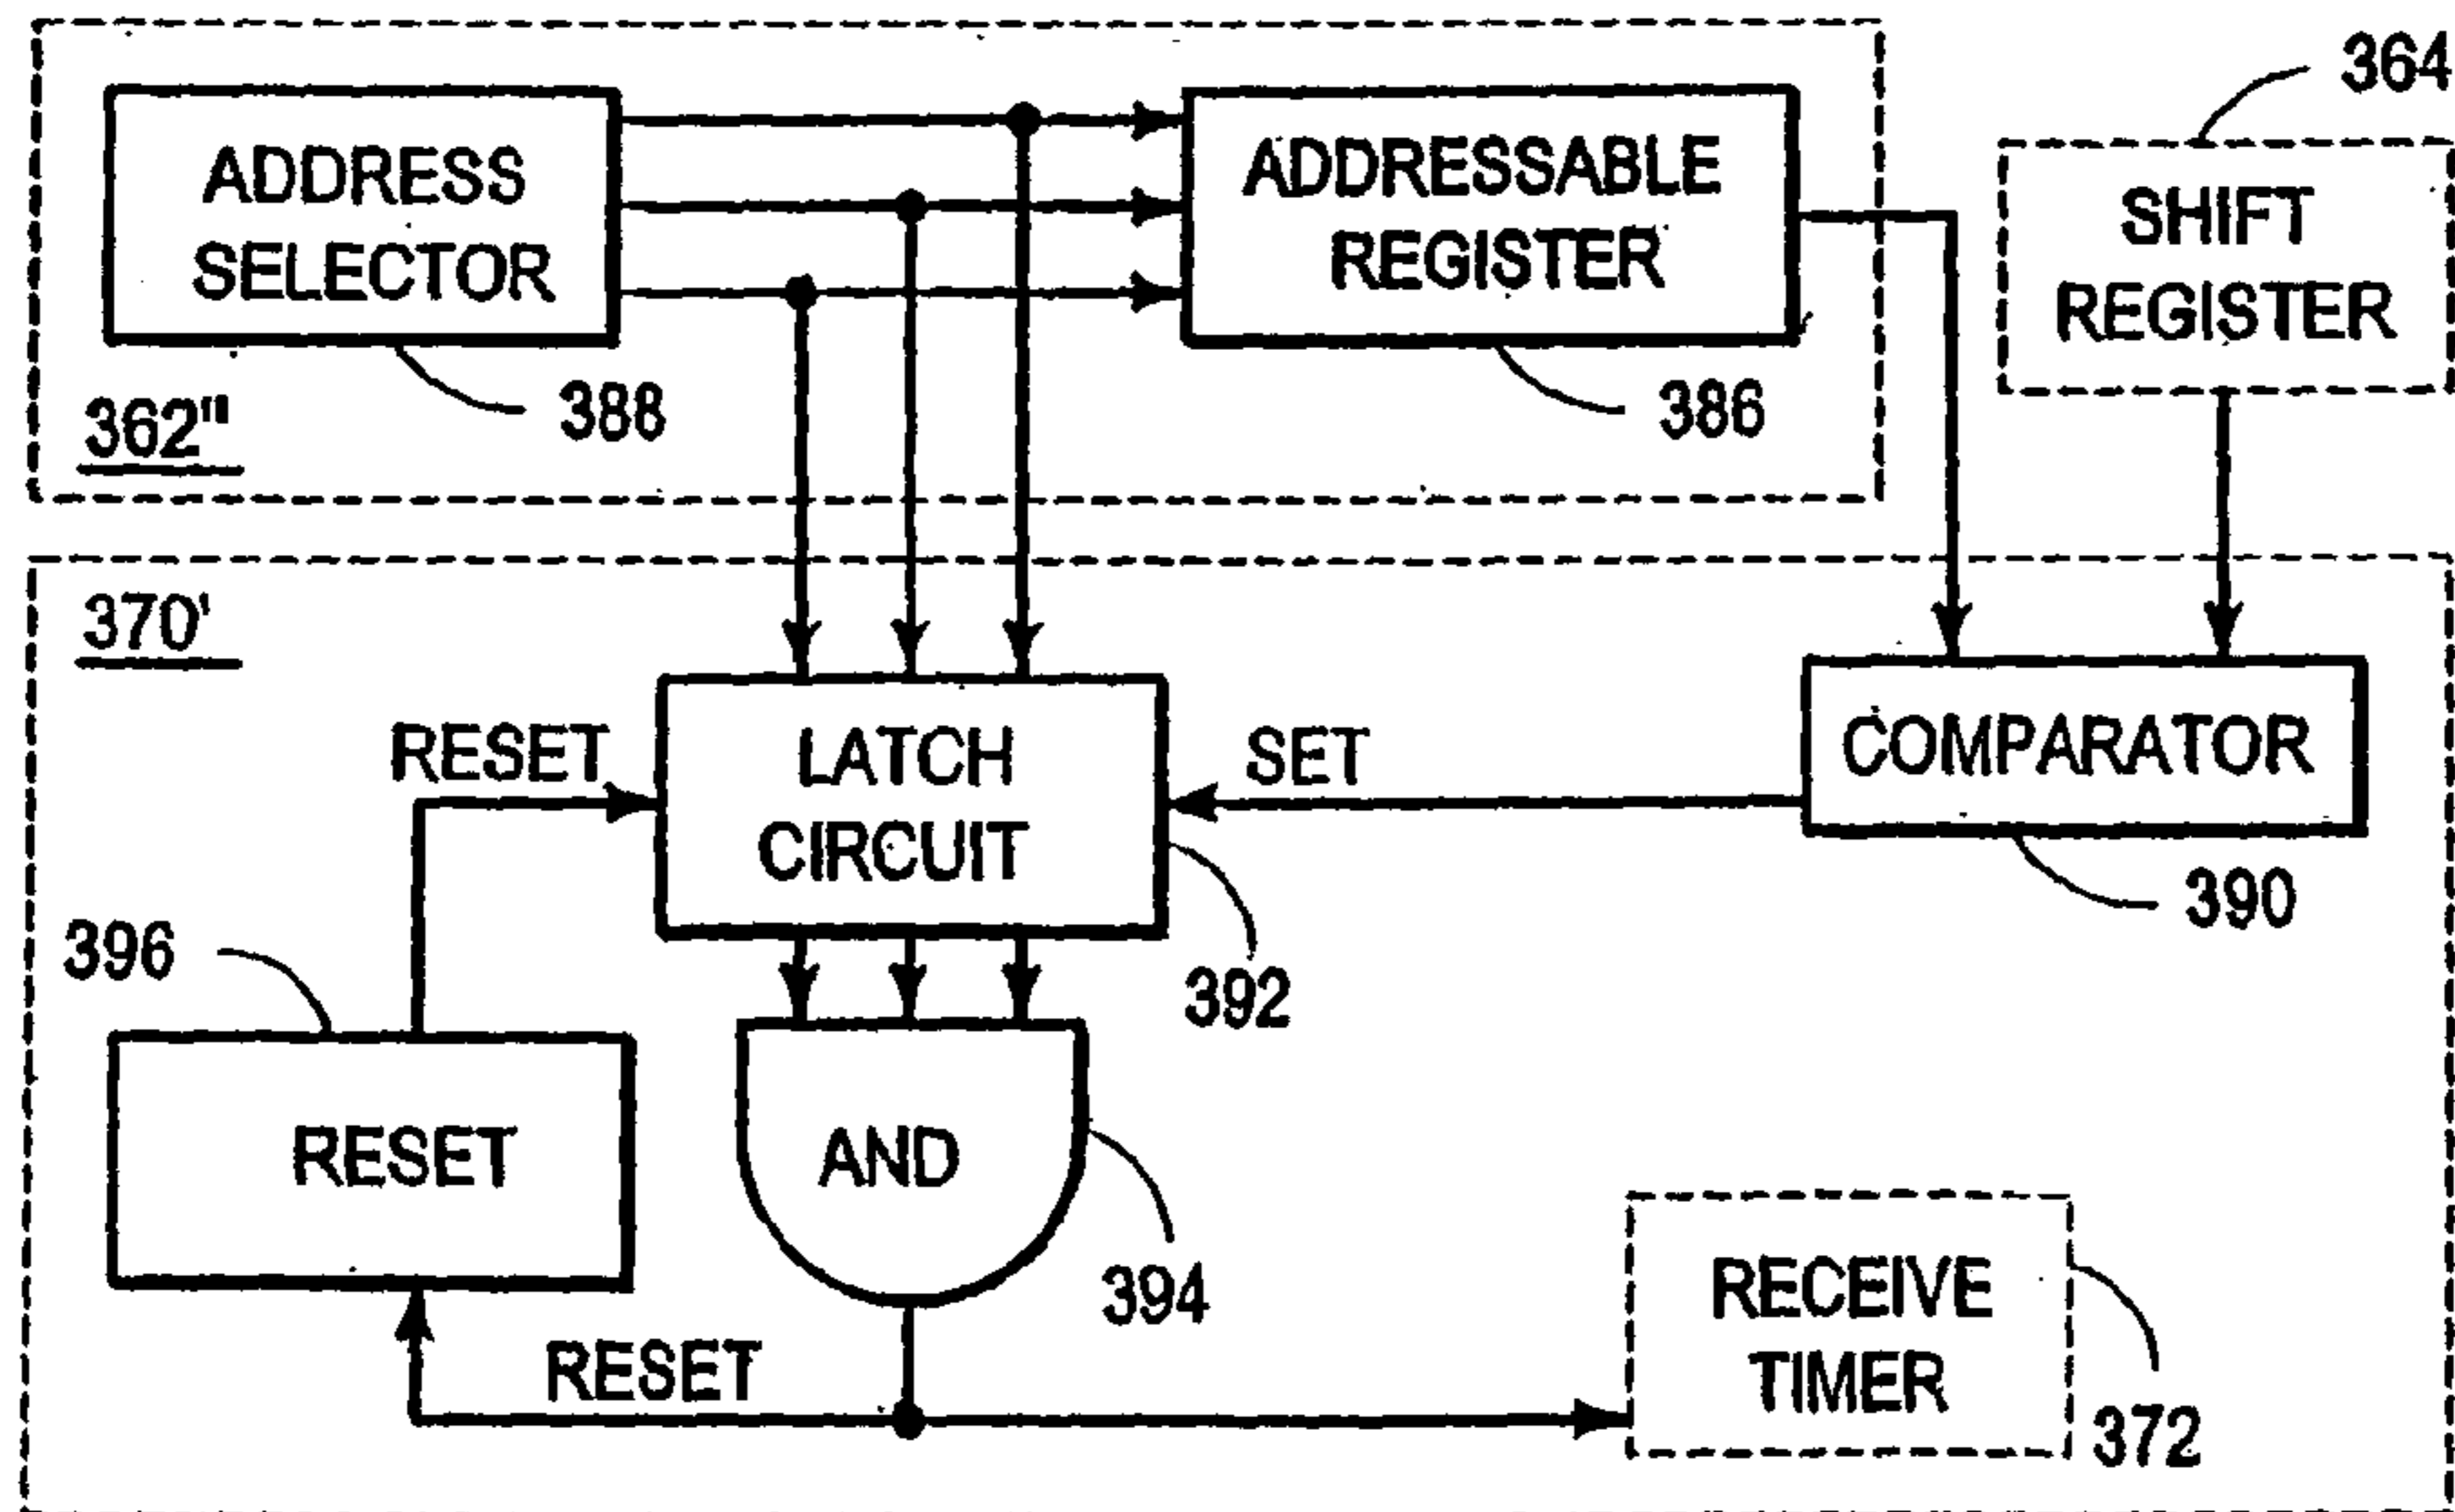 364
ADDRESS
SELECTOR
ADDRESSABLE
REGISTER
SHIFT
REGISTER
362"
388
386
370'
RESET
LATCH
CIRCUIT
SET
COMPARATOR
390
396
392
RESET
AND
394
RESET
RECEIVE
TIMER
372